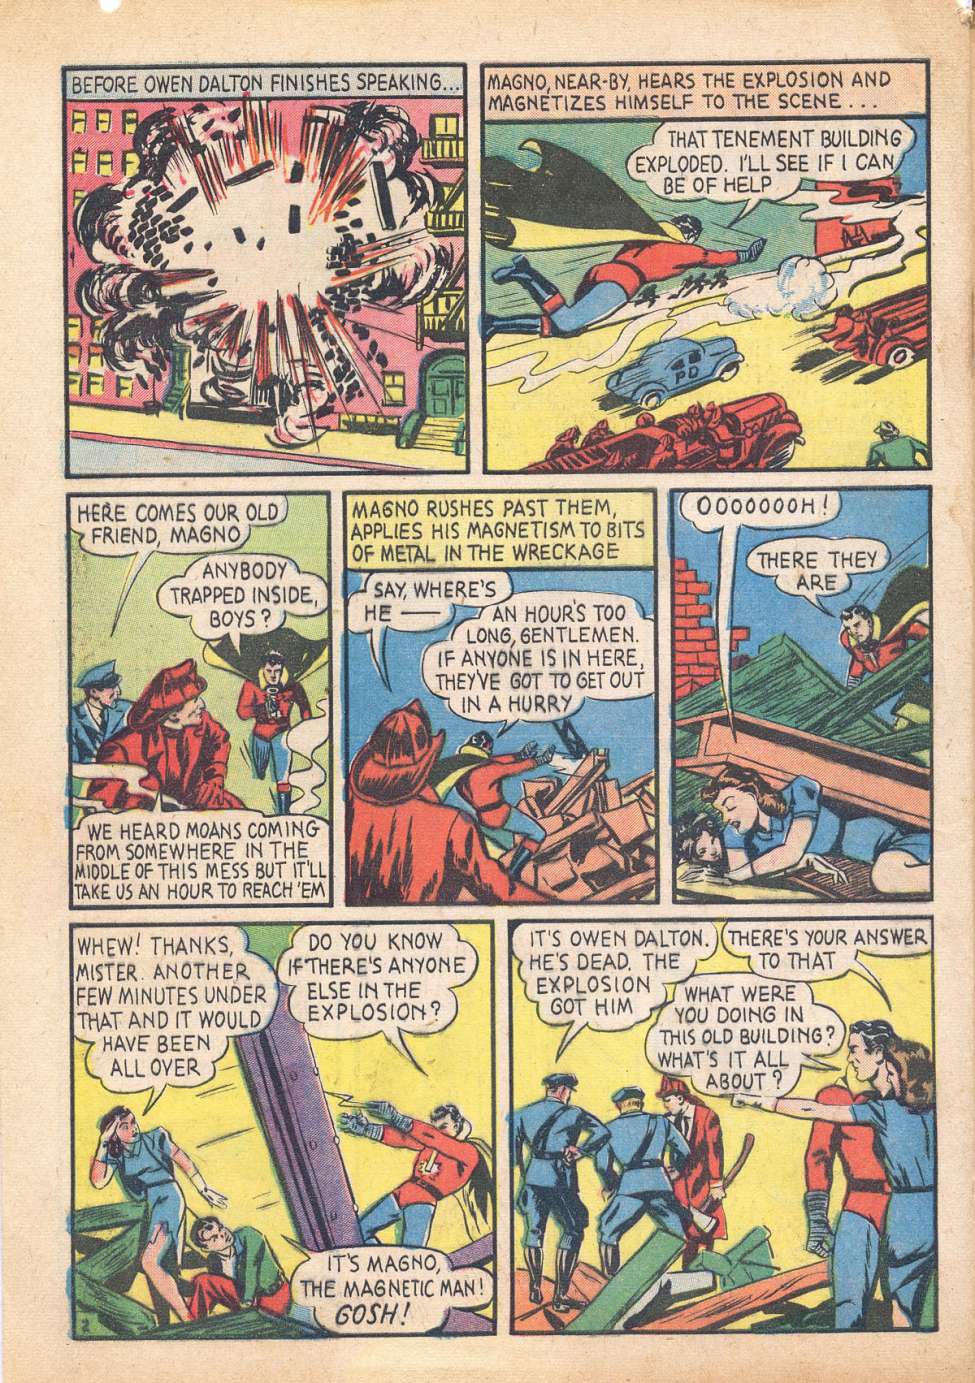 BEFORE OWEN DALTON FINISHES SPEAKING...
MAGNO, NEAR-BY, HEARS THE EXPLOSION AND
MAGNETIZES HIMSELF TO THE SCENE...
THAT TENEMENT BUILDING
EXPLODED. I'LL SEE IF I CAN
BE OF HELP
PD
HERE COMES OUR OLD
FRIEND, MAGNO
ANYBODY
TRAPPED INSIDE,
BOYS?
WE HEARD MOANS COMING
FROM SOMEWHERE IN THE
MIDDLE OF THIS MESS BUT IT'LL
TAKE US AN HOUR TO REACH 'EM
MAGNO RUSHES PAST THEM,
APPLIES HIS MAGNETISM TO BITS
OF METAL IN THE WRECKAGE
SAY, WHERE'S
HE —
AN HOUR'S TOO
LONG, GENTLEMEN.
IF ANYONE IS IN HERE,
THEY'VE GOT TO GET OUT
IN A HURRY
OOOOOOOH!
THERE THEY
ARE
WHEW! THANKS,
MISTER. ANOTHER
FEW MINUTES UNDER
THAT AND IT WOULD
HAVE BEEN
ALL OVER
DO YOU KNOW
IF THERE'S ANYONE
ELSE IN THE
EXPLOSION?
IT'S MAGNO,
THE MAGNETIC MAN!
GOSH!
2
IT'S OWEN DALTON.
HE'S DEAD. THE
EXPLOSION
GOT HIM
THERE'S YOUR ANSWER
TO THAT
WHAT WERE
YOU DOING IN
THIS OLD BUILDING?
WHAT'S IT ALL
ABOUT?